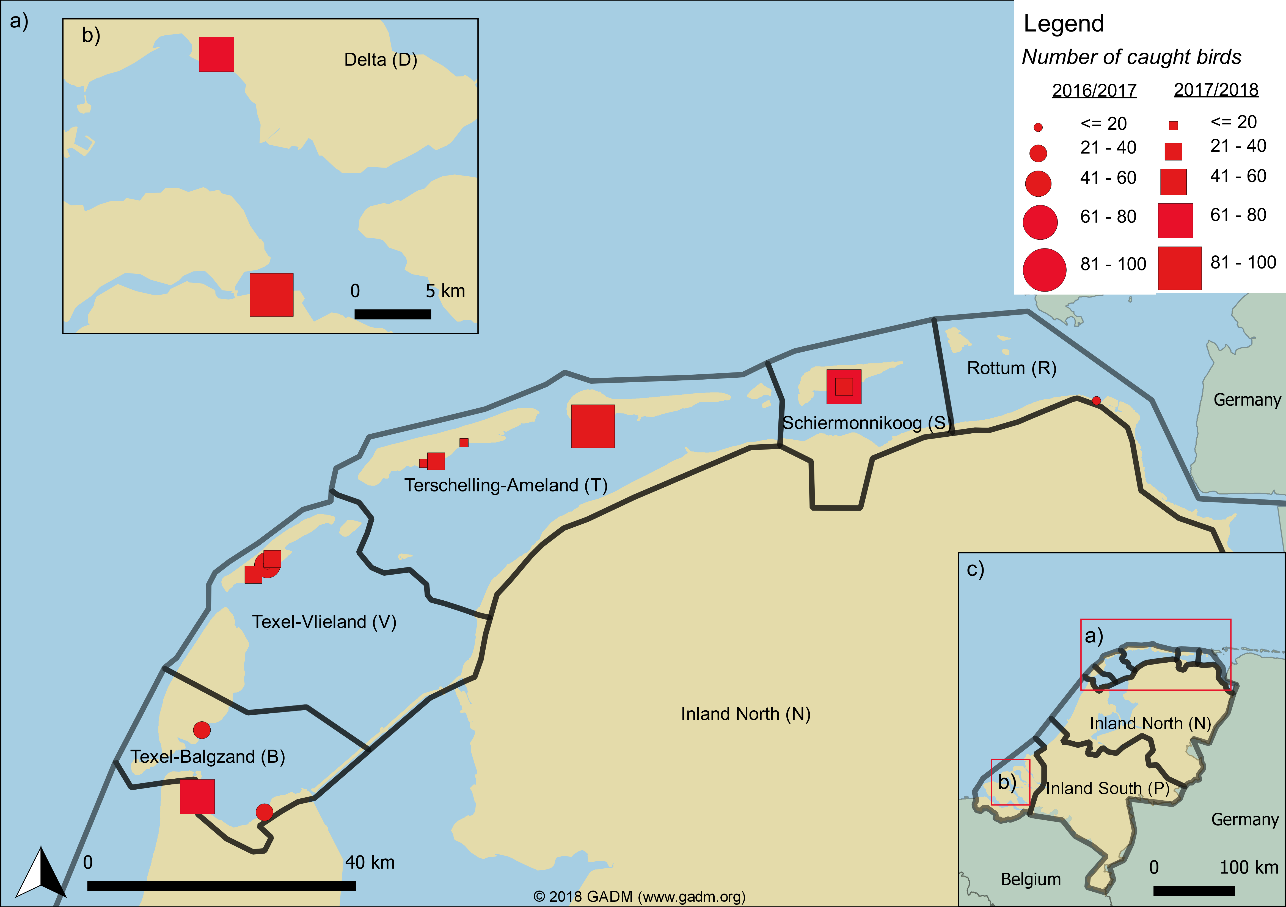 a)
b)
Delta (D)
0 5 km
Legend
Number of caught birds
2016/2017 2017/2018
<= 20 <= 20
21 - 40 21 - 40
41 - 60 41 - 60
61 - 80 61 - 80
81 - 100 81 - 100
Rottum (R)
Germany
Schiermonnikoog (S)
Terschelling-Ameland (T)
Texel-Vlieland (V)
Inland North (N)
Texel-Balgzand (B)
0 40 km
© 2018 GADM (www.gadm.org)
c)
a)
Inland North (N)
b)
Inland South (P)
Germany
Belgium
0 100 km